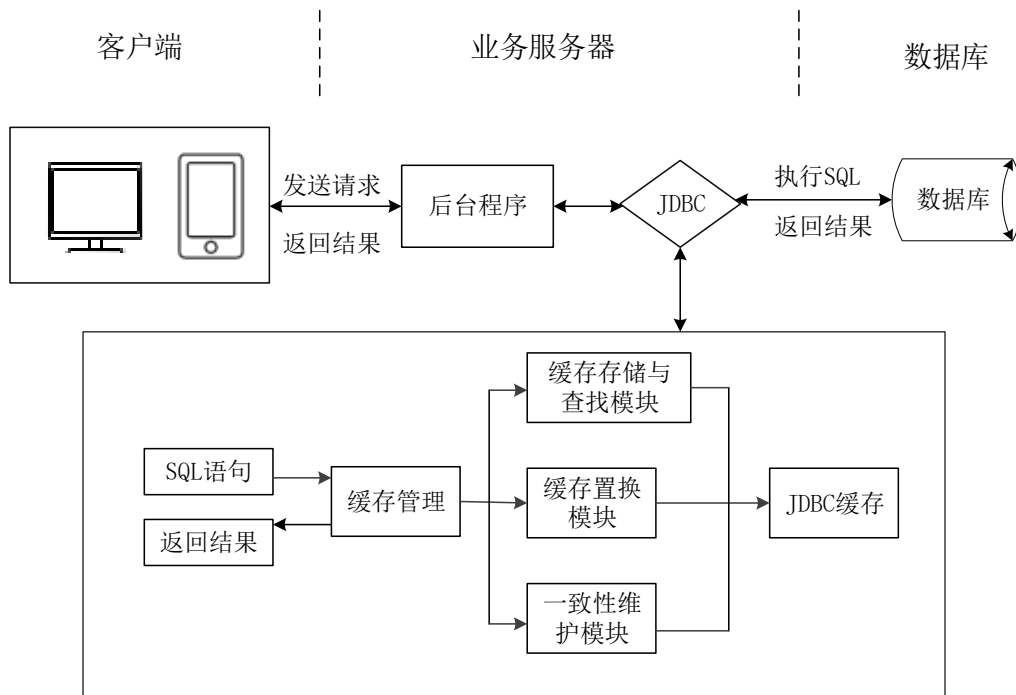 客户端
业务服务器
数据库
发送请求
返回结果
后台程序
JDBC
执行SQL
返回结果
数据库
缓存存储与
查找模块
SQL语句
缓存管理
返回结果
缓存置换
模块
JDBC缓存
一致性维
护模块